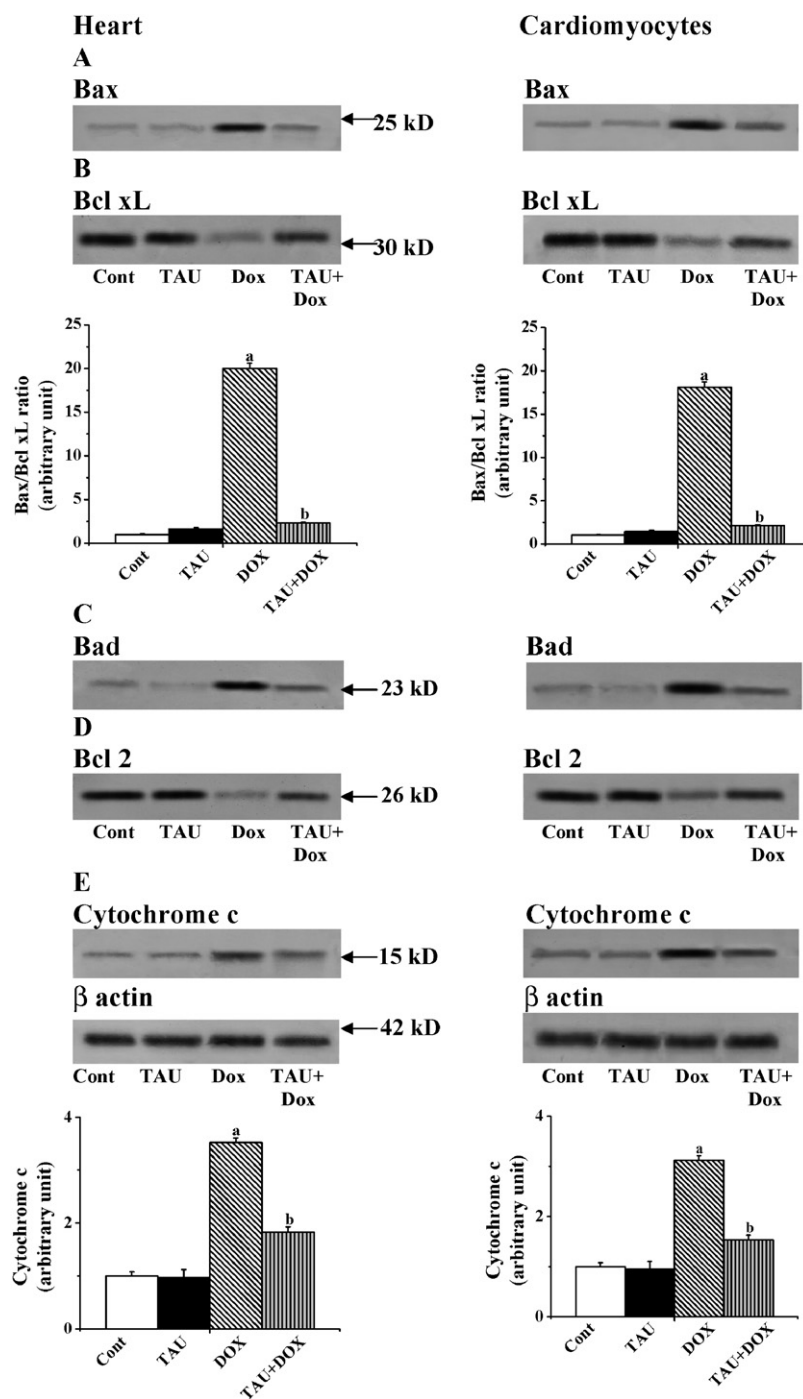 Heart Cardiomyocytes
A
Bax Bax
25 kD
B
Bcl xL Bcl xL
30 kD
Cont TAU Dox TAU+ Dox Cont TAU Dox TAU+ Dox
Bax/Bcl xL ratio (arbitrary unit)
25
20
15
10
5
0
a
b
Cont TAU DOX TAU+DOX
Bax/Bcl xL ratio (arbitrary unit)
25
20
15
10
5
0
a
b
Cont TAU DOX TAU+DOX
C
Bad Bad
23 kD
D
Bcl 2 Bcl 2
26 kD
Cont TAU Dox TAU+ Dox Cont TAU Dox TAU+ Dox
E
Cytochrome c Cytochrome c
15 kD
β actin β actin
42 kD
Cont TAU Dox TAU+ Dox Cont TAU Dox TAU+ Dox
Cytochrome c (arbitrary unit)
4
2
0
a
b
Cont TAU DOX TAU+DOX
Cytochrome c (arbitrary unit)
4
2
0
a
b
Cont TAU DOX TAU+DOX